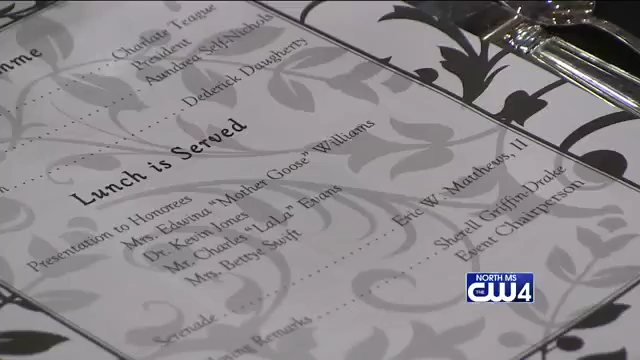 mme
Charlate Teague
President
Aundrea Self-Nichols
Dederick Daugherty
Lunch is Served
Presentation to Honorees
Mrs. Edwina "Mother Goose" Williams
Dr. Kevin Jones
Mr. Charles "LaLa" Evans
Mrs. Bettye Swift
Eric W. Matthews, II
Serenade
Sherell Griffin-Drake
Event Chairperson
Remarks
NORTH MS
THE CW4